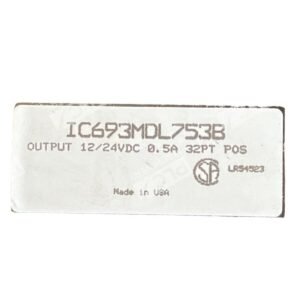 IC693MDL753B
OUTPUT 12/24VDC 0.5A 32PT POS
LR54523
Made in USA